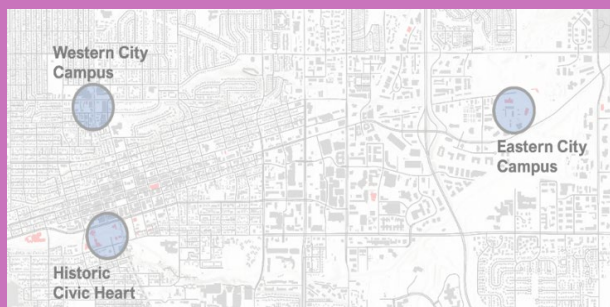 Western City
Campus
Eastern City
Campus
Historic
Civic Heart